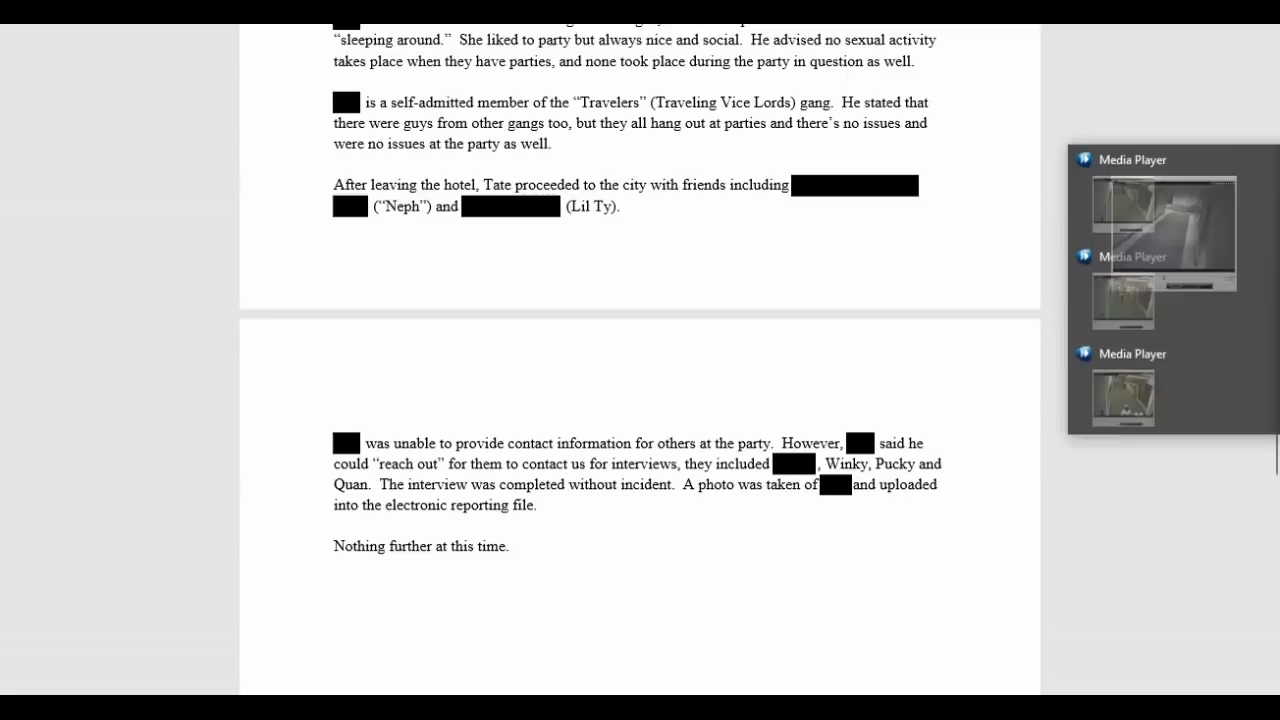 “sleeping around.” She liked to party but always nice and social. He advised no sexual activity
takes place when they have parties, and none took place during the party in question as well.
is a self-admitted member of the “Travelers” (Traveling Vice Lords) gang. He stated that
there were guys from other gangs too, but they all hang out at parties and there’s no issues and
were no issues at the party as well.
After leaving the hotel, Tate proceeded to the city with friends including
(“Neph”) and (Lil Ty).
was unable to provide contact information for others at the party. However, said he
could “reach out” for them to contact us for interviews, they included , Winky, Pucky and
Quan. The interview was completed without incident. A photo was taken of and uploaded
into the electronic reporting file.
Nothing further at this time.
Media Player
Media Player
Media Player